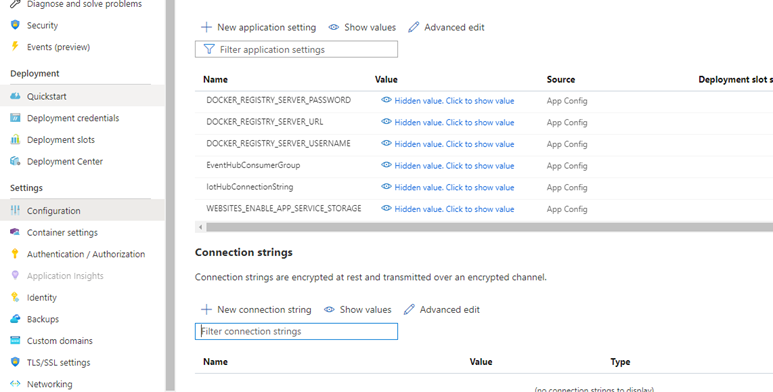 Diagnose and solve problems
Security
Events (preview)
Deployment
Quickstart
Deployment credentials
Deployment slots
Deployment Center
Settings
Configuration
Container settings
Authentication / Authorization
Application Insights
Identity
Backups
Custom domains
TLS/SSL settings
Networking
New application setting Show values Advanced edit
Filter application settings
Name Value Source Deployment slot s
DOCKER_REGISTRY_SERVER_PASSWORD Hidden value. Click to show value App Config
DOCKER_REGISTRY_SERVER_URL Hidden value. Click to show value App Config
DOCKER_REGISTRY_SERVER_USERNAME Hidden value. Click to show value App Config
EventHubConsumerGroup Hidden value. Click to show value App Config
IotHubConnectionString Hidden value. Click to show value App Config
WEBSITES_ENABLE_APP_SERVICE_STORAGE Hidden value. Click to show value App Config
Connection strings
Connection strings are encrypted at rest and transmitted over an encrypted channel.
New connection string Show values Advanced edit
Filter connection strings
Name Value Type
(no connection strings to display)